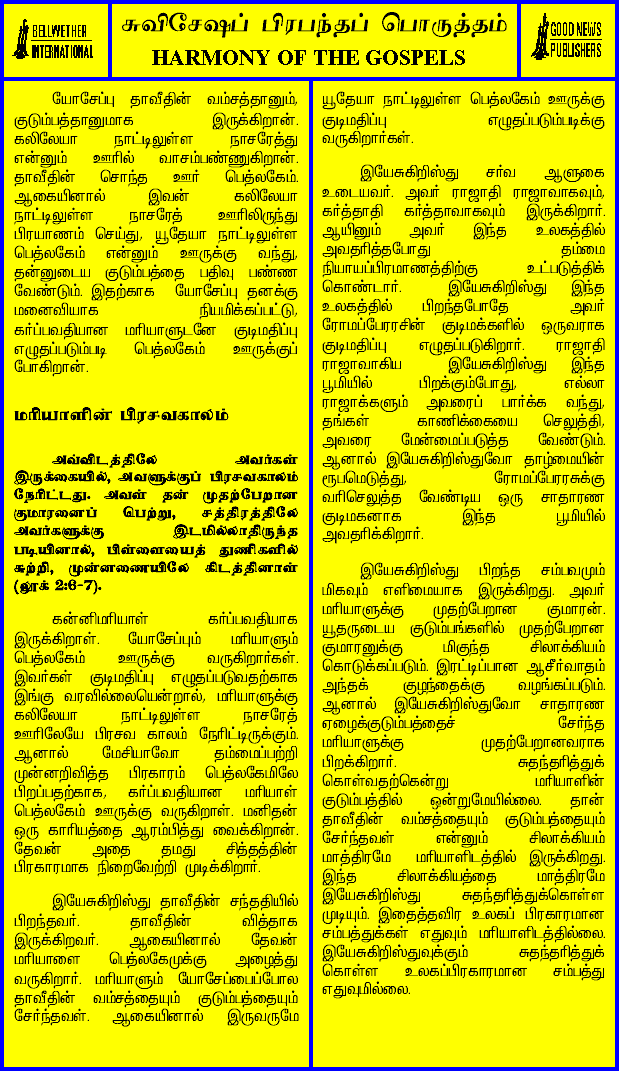 BELLWETHER
INTERNATIONAL
சுவிசேஷப் பிரபந்தப் பொருத்தம்
HARMONY OF THE GOSPELS
GOOD NEWS
PUBLISHERS
யோசேப்பு தாவீதின் வம்சத்தானும்,
குடும்பத்தானுமாக இருக்கிறான்.
கலிலேயா நாட்டிலுள்ள நாசரேத்து
என்னும் ஊரில் வாசம்பண்ணுகிறான்.
தாவீதின் சொந்த ஊர் பெத்லகேம்.
ஆகையினால் இவன் கலிலேயா
நாட்டிலுள்ள நாசரேத் ஊரிலிருந்து
பிரயாணம் செய்து, யூதேயா நாட்டிலுள்ள
பெத்லகேம் என்னும் ஊருக்கு வந்து,
தன்னுடைய குடும்பத்தை பதிவு பண்ண
வேண்டும். இதற்காக யோசேப்பு தனக்கு
மனைவியாக நியமிக்கப்பட்டு,
கர்ப்பவதியான மரியாளுடனே குடிமதிப்பு
எழுதப்படும்படி பெத்லகேம் ஊருக்குப்
போகிறான்.
மரியாளின் பிரசவகாலம்
அவ்விடத்திலே அவர்கள்
இருக்கையில், அவளுக்குப் பிரசவகாலம்
நேரிட்டது. அவள் தன் முதற்பேறான
குமாரனைப் பெற்று, சத்திரத்திலே
அவர்களுக்கு இடமில்லாதிருந்த
படியினால், பிள்ளையைத் துணிகளில்
சுற்றி, முன்னணையிலே கிடத்தினாள்
(லூக் 2:6-7).
கன்னிமரியாள் கர்ப்பவதியாக
இருக்கிறாள். யோசேப்பும் மரியாளும்
பெத்லகேம் ஊருக்கு வருகிறார்கள்.
இவர்கள் குடிமதிப்பு எழுதப்படுவதற்காக
இங்கு வரவில்லையென்றால், மரியாளுக்கு
கலிலேயா நாட்டிலுள்ள நாசரேத்
ஊரிலேயே பிரசவ காலம் நேரிட்டிருக்கும்.
ஆனால் மேசியாவோ தம்மைப்பற்றி
முன்னறிவித்த பிரகாரம் பெத்லகேமிலே
பிறப்பதற்காக, கர்ப்பவதியான மரியாள்
பெத்லகேம் ஊருக்கு வருகிறாள். மனிதன்
ஒரு காரியத்தை ஆரம்பித்து வைக்கிறான்.
தேவன் அதை தமது சித்தத்தின்
பிரகாரமாக நிறைவேற்றி முடிக்கிறார்.
இயேசுகிறிஸ்து தாவீதின் சந்ததியில்
பிறந்தவர். தாவீதின் வித்தாக
இருக்கிறவர். ஆகையினால் தேவன்
மரியாளை பெத்லகேமுக்கு அழைத்து
வருகிறார். மரியாளும் யோசேப்பைப்போல
தாவீதின் வம்சத்தையும் குடும்பத்தையும்
சேர்ந்தவள். ஆகையினால் இருவருமே
யூதேயா நாட்டிலுள்ள பெத்லகேம் ஊருக்கு
குடிமதிப்பு எழுதப்படும்படிக்கு
வருகிறார்கள்.
இயேசுகிறிஸ்து சர்வ ஆளுகை
உடையவர். அவர் ராஜாதி ராஜாவாகவும்,
கர்த்தாதி கர்த்தாவாகவும் இருக்கிறார்.
ஆயினும் அவர் இந்த உலகத்தில்
அவதரித்தபோது தம்மை
நியாயப்பிரமாணத்திற்கு உட்படுத்திக்
கொண்டார். இயேசுகிறிஸ்து இந்த
உலகத்தில் பிறந்தபோதே அவர்
ரோமப்பேரரசின் குடிமக்களில் ஒருவராக
குடிமதிப்பு எழுதப்படுகிறார். ராஜாதி
ராஜாவாகிய இயேசுகிறிஸ்து இந்த
பூமியில் பிறக்கும்போது, எல்லா
ராஜாக்களும் அவரைப் பார்க்க வந்து,
தங்கள் காணிக்கையை செலுத்தி,
அவரை மேன்மைப்படுத்த வேண்டும்.
ஆனால் இயேசுகிறிஸ்துவோ தாழ்மையின்
ரூபமெடுத்து, ரோமப்பேரரசுக்கு
வரிசெலுத்த வேண்டிய ஒரு சாதாரண
குடிமகனாக இந்த பூமியில்
அவதரிக்கிறார்.
இயேசுகிறிஸ்து பிறந்த சம்பவமும்
மிகவும் எளிமையாக இருக்கிறது. அவர்
மரியாளுக்கு முதற்பேறான குமாரன்.
யூதருடைய குடும்பங்களில் முதற்பேறான
குமாரனுக்கு மிகுந்த சிலாக்கியம்
கொடுக்கப்படும். இரட்டிப்பான ஆசீர்வாதம்
அந்தக் குழந்தைக்கு வழங்கப்படும்.
ஆனால் இயேசுகிறிஸ்துவோ சாதாரண
ஏழைக்குடும்பத்தைச் சேர்ந்த
மரியாளுக்கு முதற்பேறானவராக
பிறக்கிறார். சுதந்தரித்துக்
கொள்வதற்கென்று மரியாளின்
குடும்பத்தில் ஒன்றுமேயில்லை. தான்
தாவீதின் வம்சத்தையும் குடும்பத்தையும்
சேர்ந்தவள் என்னும் சிலாக்கியம்
மாத்திரமே மரியாளிடத்தில் இருக்கிறது.
இந்த சிலாக்கியத்தை மாத்திரமே
இயேசுகிறிஸ்து சுதந்தரித்துக்கொள்ள
முடியும். இதைத்தவிர உலகப் பிரகாரமான
சம்பத்துக்கள் எதுவும் மரியாளிடத்தில்லை.
இயேசுகிறிஸ்துவுக்கும் சுதந்தரித்துக்
கொள்ள உலகப்பிரகாரமான சம்பத்து
எதுவுமில்லை.